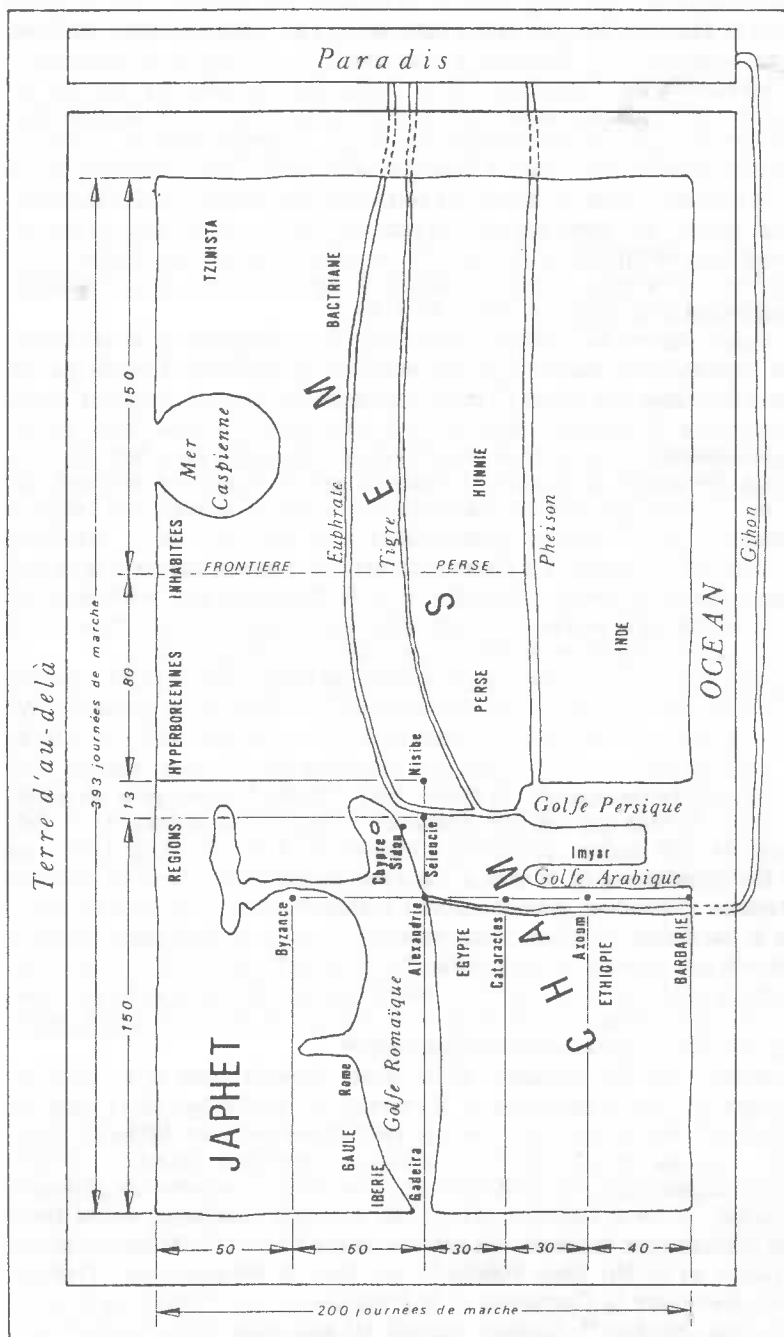 Paradis
Terre d'au-delà
393 journées de marche
150
80
13
150
TZINISTA
Mer
Caspienne
BACTRIANE
REGIONS
HYPERBOREENNES
INHABITEES
FRONTIERE
PERSE
Euphrate
Tigre
HUNNIE
Pheison
Gihon
S E M
PERSE
INDE
OCEAN
Nisibe
Golfe Persique
Chypre
Sidon
Séleucie
Imyar
Golfe Arabique
Byzance
Alexandrie
EGYPTE
Cataractes
Axoum
ETHIOPIE
BARBARIE
C H A M
JAPHET
Rome
Golfe Romaïque
GAULE
IBERIE
Gadeira
50
50
30
30
40
200 journées de marche